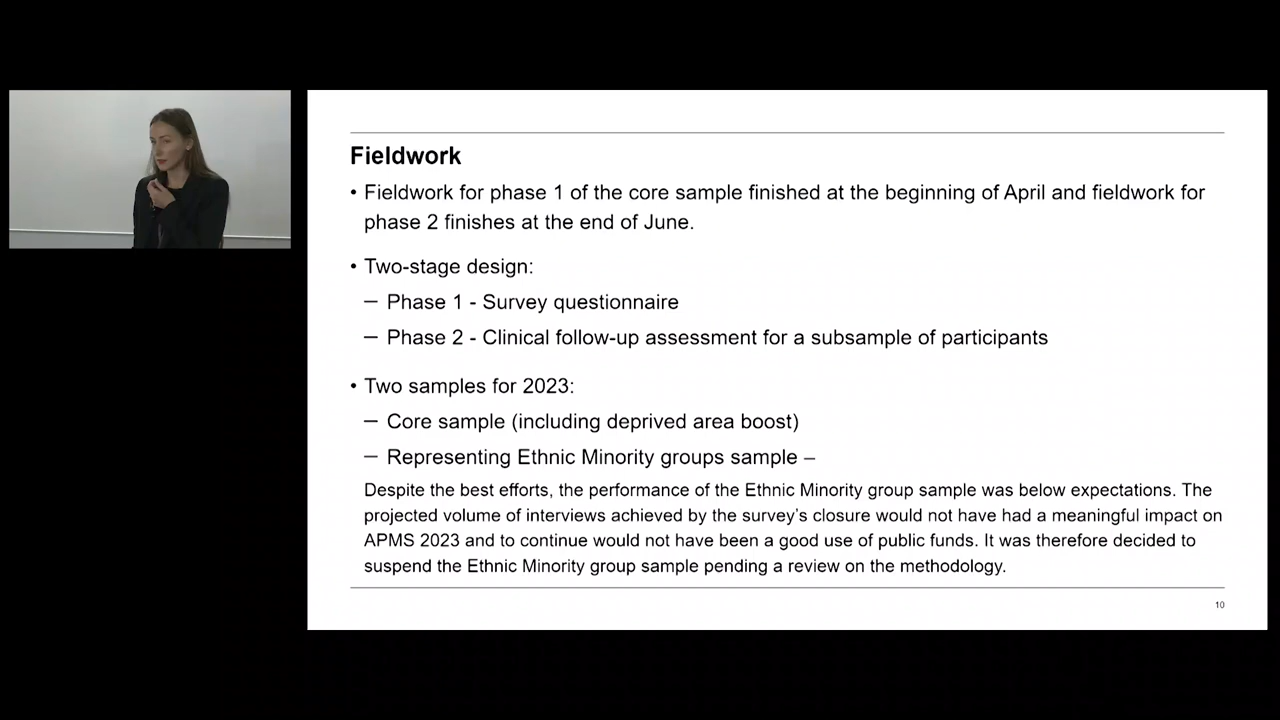 Fieldwork
• Fieldwork for phase 1 of the core sample finished at the beginning of April and fieldwork for
phase 2 finishes at the end of June.
• Two-stage design:
– Phase 1 - Survey questionnaire
– Phase 2 - Clinical follow-up assessment for a subsample of participants
• Two samples for 2023:
– Core sample (including deprived area boost)
– Representing Ethnic Minority groups sample –
Despite the best efforts, the performance of the Ethnic Minority group sample was below expectations. The
projected volume of interviews achieved by the survey’s closure would not have had a meaningful impact on
APMS 2023 and to continue would not have been a good use of public funds. It was therefore decided to
suspend the Ethnic Minority group sample pending a review on the methodology.
10